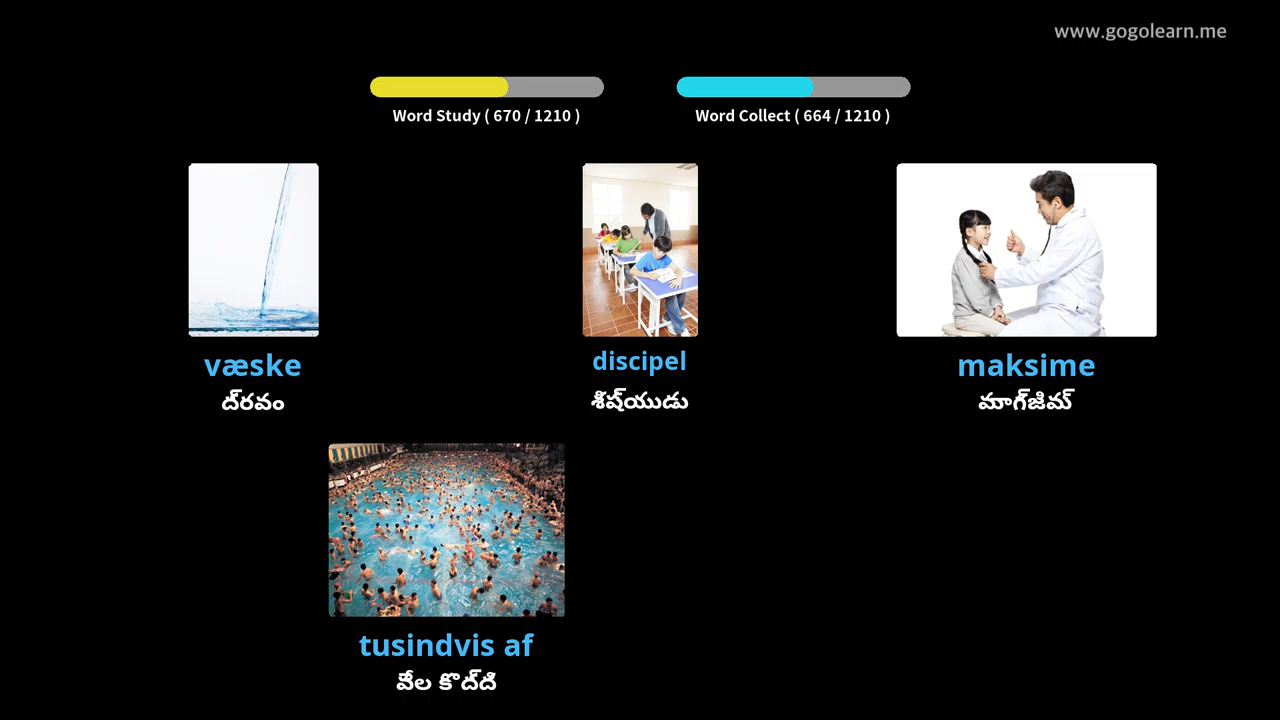 www.gogolearn.me
Word Study ( 670 / 1210 )
Word Collect ( 664 / 1210 )
væske
ద్రవం
discipel
శిష్యుడు
maksime
మాగ్జిమ్
tusindvis af
వేల కొద్ది